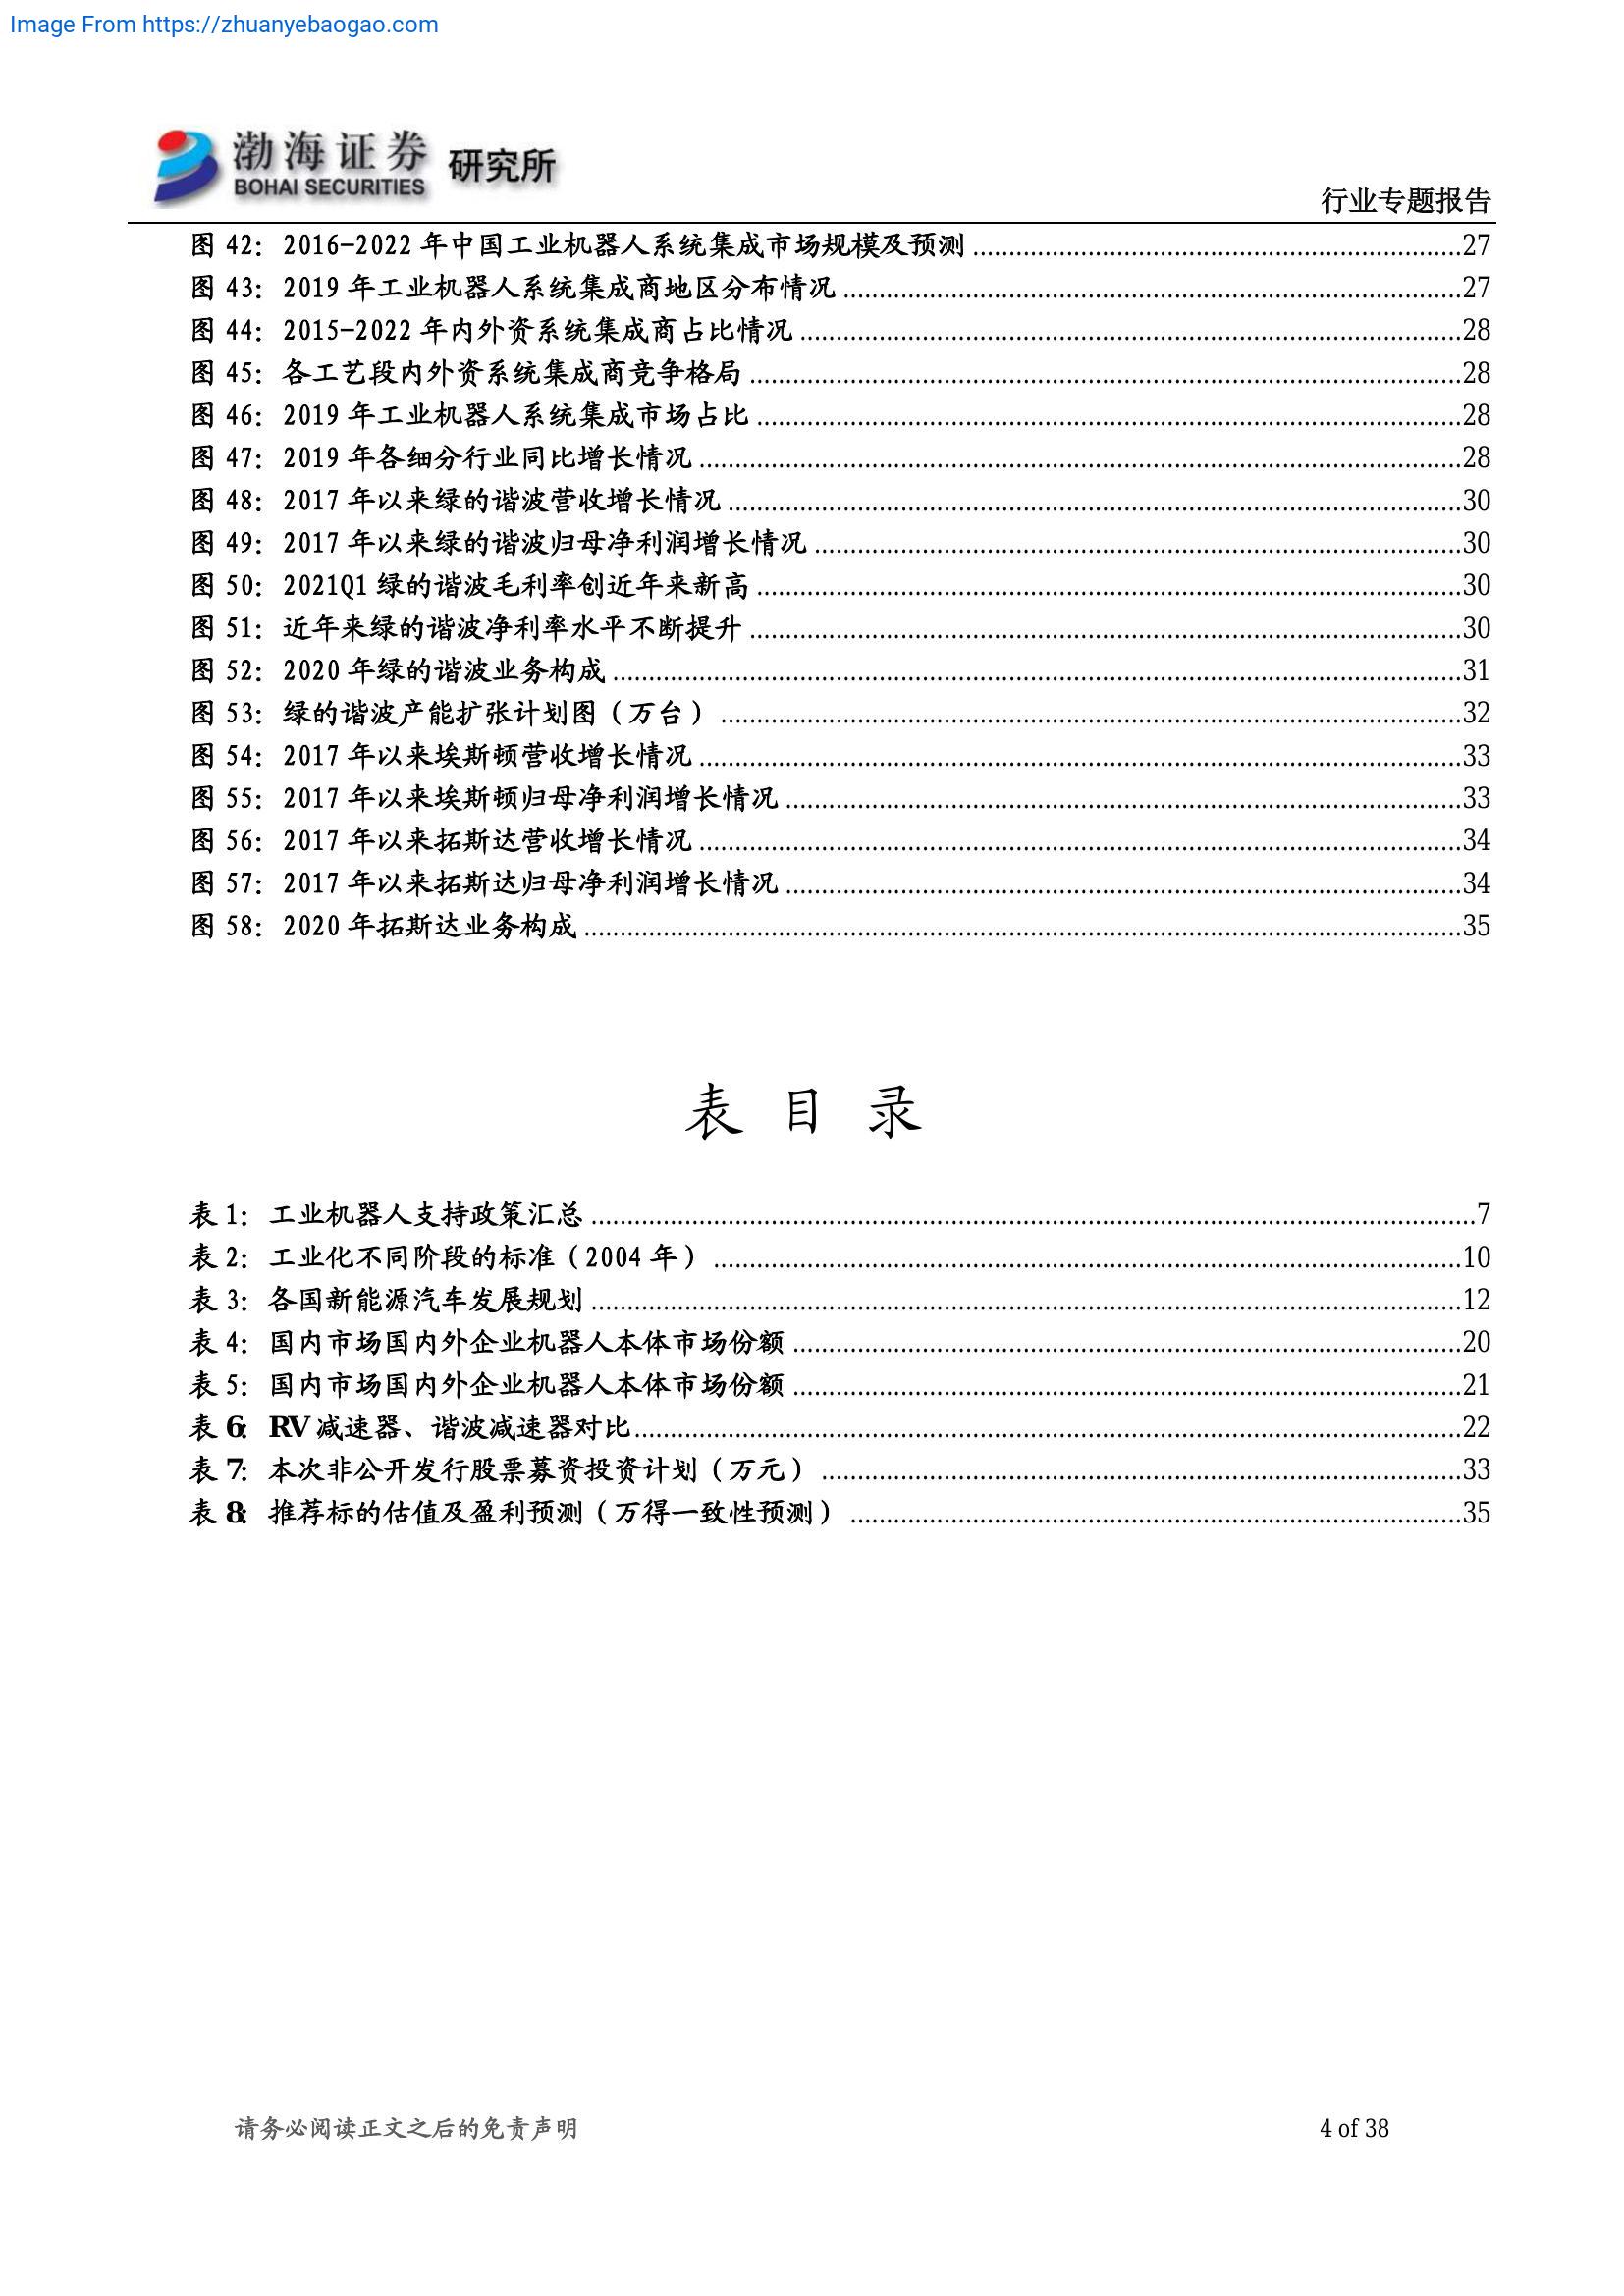 Image From https://zhuanyebaogao.com
渤海证券 研究所
BOHAI SECURITIES
行业专题报告
图 42：2016-2022 年中国工业机器人系统集成市场规模及预测 ........ 27
图 43：2019 年工业机器人系统集成商地区分布情况 ........ 27
图 44：2015-2022 年内外资系统集成商占比情况 ........ 28
图 45：各工艺段内外资系统集成商竞争格局 ........ 28
图 46：2019 年工业机器人系统集成市场占比 ........ 28
图 47：2019 年各细分行业同比增长情况 ........ 28
图 48：2017 年以来绿的谐波营收增长情况 ........ 30
图 49：2017 年以来绿的谐波归母净利润增长情况 ........ 30
图 50：2021Q1 绿的谐波毛利率创近年来新高 ........ 30
图 51：近年来绿的谐波净利率水平不断提升 ........ 30
图 52：2020 年绿的谐波业务构成 ........ 31
图 53：绿的谐波产能扩张计划图（万台） ........ 32
图 54：2017 年以来埃斯顿营收增长情况 ........ 33
图 55：2017 年以来埃斯顿归母净利润增长情况 ........ 33
图 56：2017 年以来拓斯达营收增长情况 ........ 34
图 57：2017 年以来拓斯达归母净利润增长情况 ........ 34
图 58：2020 年拓斯达业务构成 ........ 35
表 目 录
表 1：工业机器人支持政策汇总 ........ 7
表 2：工业化不同阶段的标准（2004 年） ........ 10
表 3：各国新能源汽车发展规划 ........ 12
表 4：国内市场国内外企业机器人本体市场份额 ........ 20
表 5：国内市场国内外企业机器人本体市场份额 ........ 21
表 6：RV 减速器、谐波减速器对比 ........ 22
表 7：本次非公开发行股票募资投资计划（万元） ........ 33
表 8：推荐标的估值及盈利预测（万得一致性预测） ........ 35
请务必阅读正文之后的免责声明
4 of 38